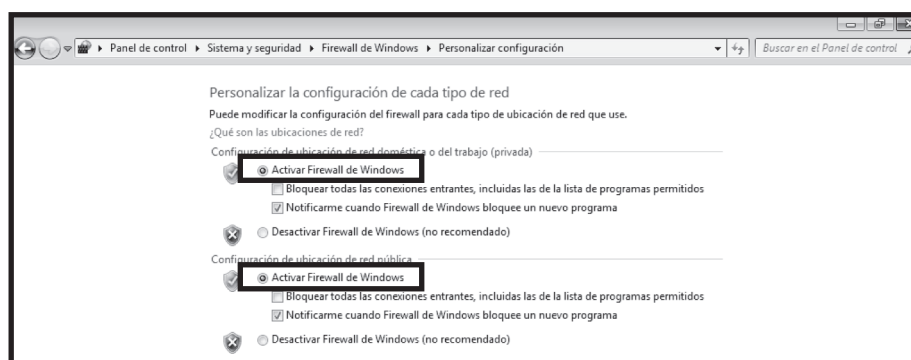 Panel de control ▸ Sistema y seguridad ▸ Firewall de Windows ▸ Personalizar configuración
Buscar en el Panel de control
Personalizar la configuración de cada tipo de red
Puede modificar la configuración del firewall para cada tipo de ubicación de red que use.
¿Qué son las ubicaciones de red?
Configuración de ubicación de red doméstica o del trabajo (privada)
Activar Firewall de Windows
Bloquear todas las conexiones entrantes, incluidas las de la lista de programas permitidos
Notificarme cuando Firewall de Windows bloquee un nuevo programa
Desactivar Firewall de Windows (no recomendado)
Configuración de ubicación de red pública
Activar Firewall de Windows
Bloquear todas las conexiones entrantes, incluidas las de la lista de programas permitidos
Notificarme cuando Firewall de Windows bloquee un nuevo programa
Desactivar Firewall de Windows (no recomendado)